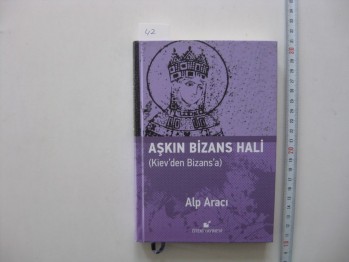 AŞKIN BİZANS HALİ
(Kiev'den Bizans'a)
Alp Aracı